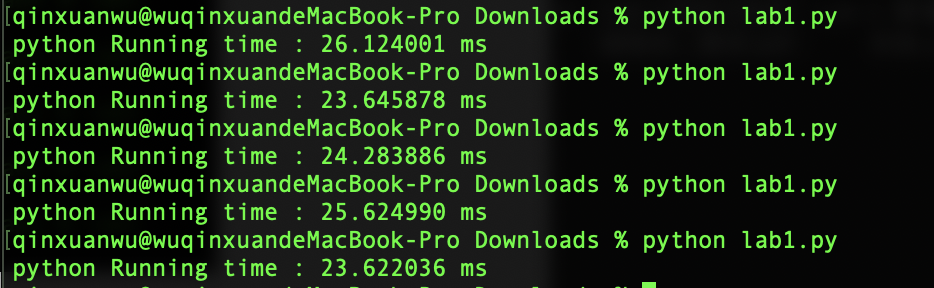 [qinxuanwu@wuqinxuandeMacBook-Pro Downloads % python lab1.py
python Running time : 26.124001 ms
[qinxuanwu@wuqinxuandeMacBook-Pro Downloads % python lab1.py
python Running time : 23.645878 ms
[qinxuanwu@wuqinxuandeMacBook-Pro Downloads % python lab1.py
python Running time : 24.283886 ms
[qinxuanwu@wuqinxuandeMacBook-Pro Downloads % python lab1.py
python Running time : 25.624990 ms
[qinxuanwu@wuqinxuandeMacBook-Pro Downloads % python lab1.py
python Running time : 23.622036 ms